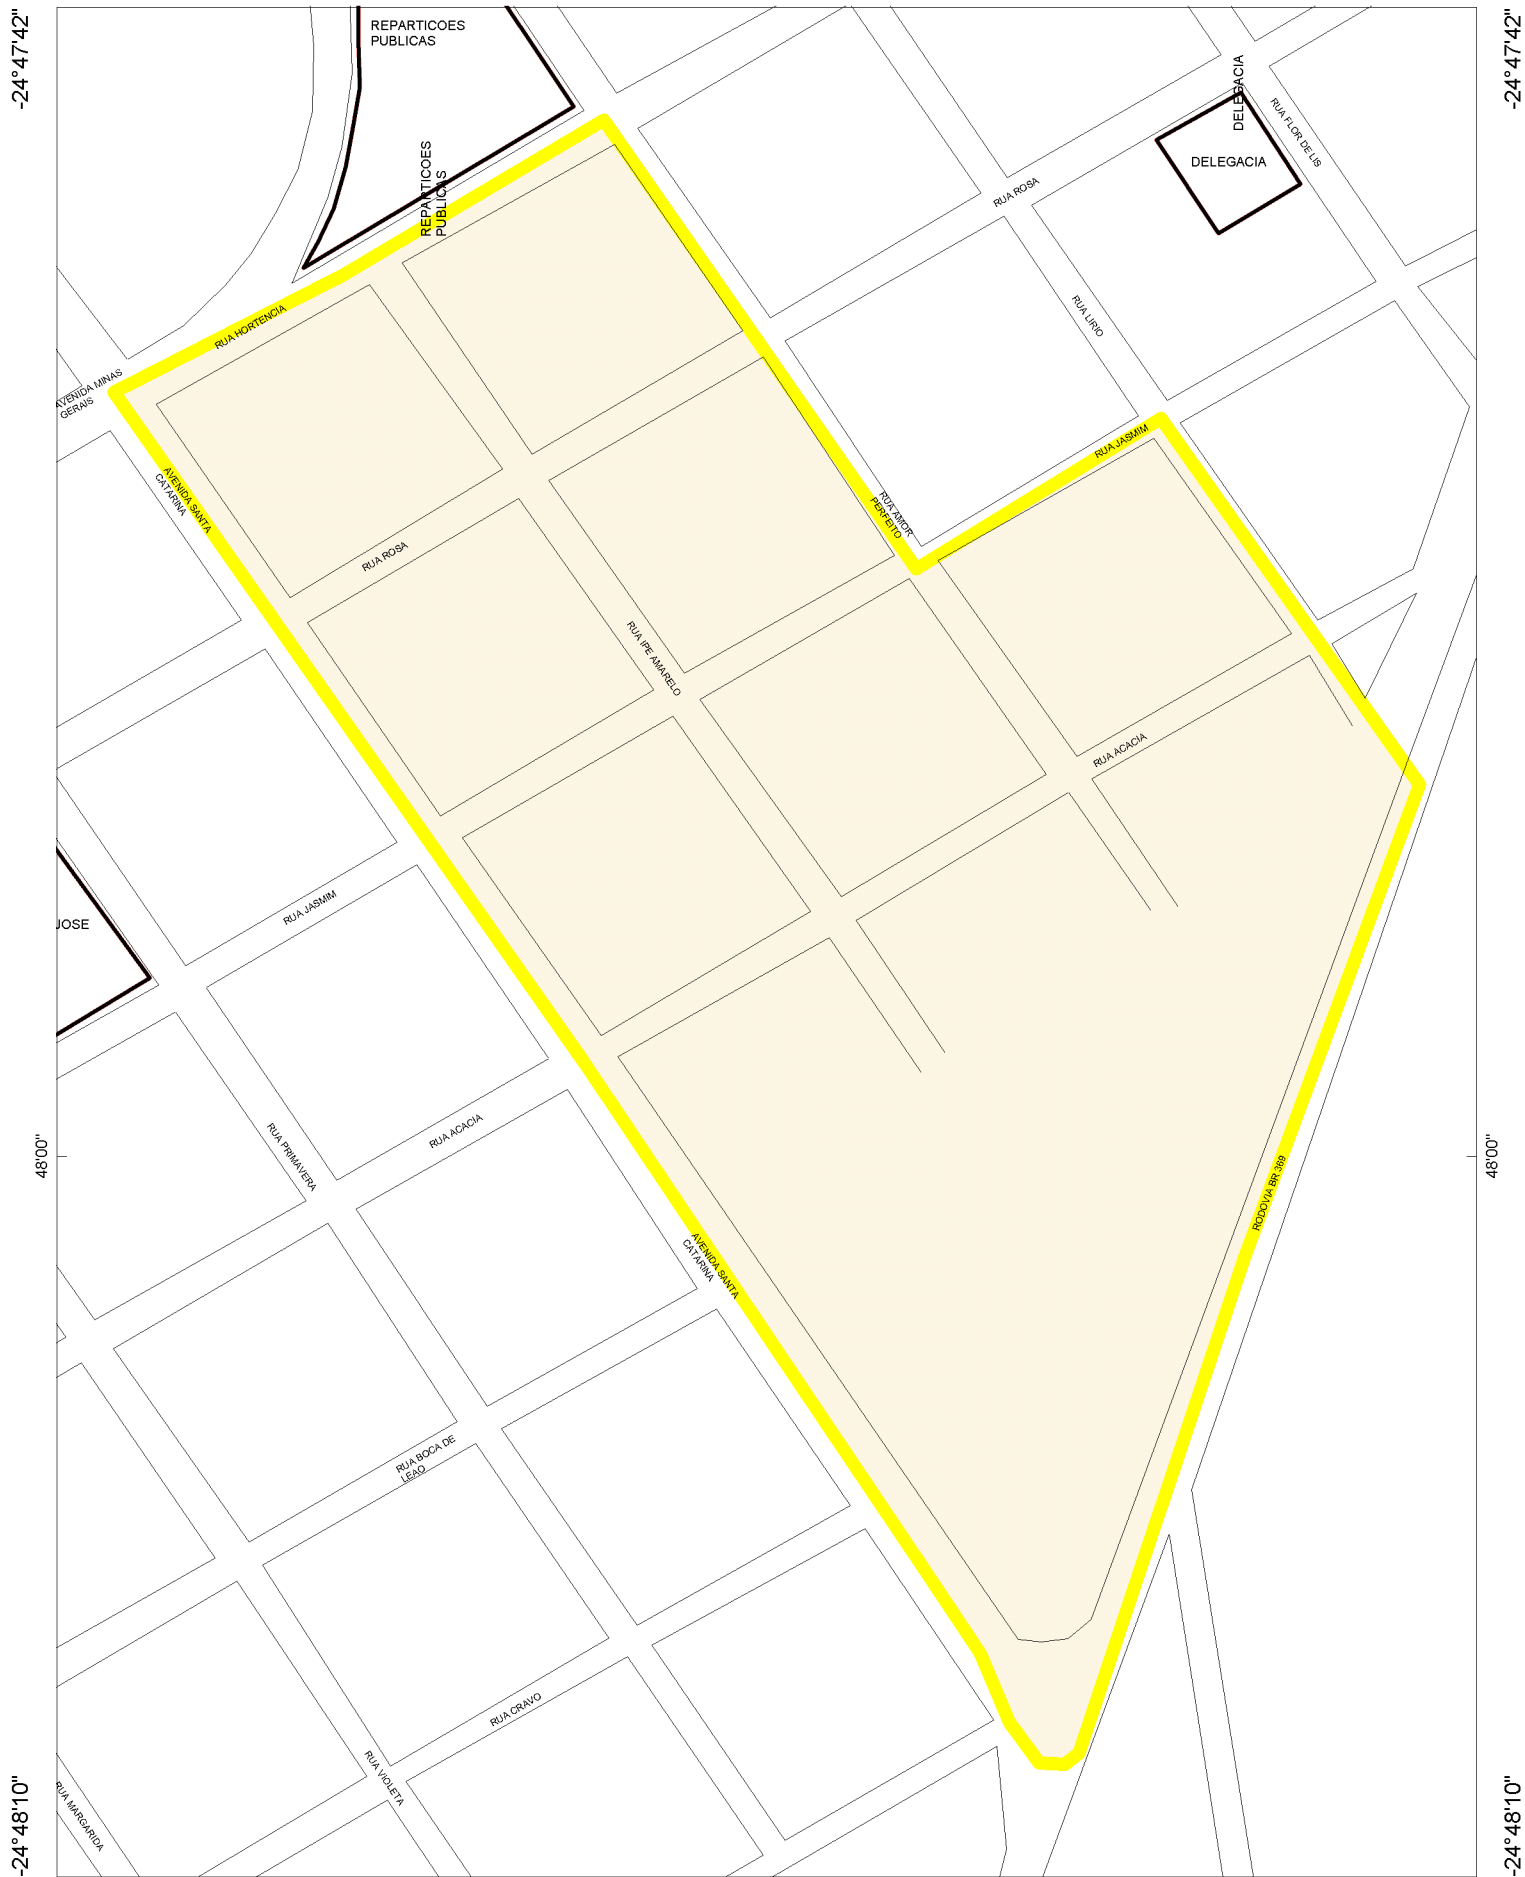 -24°47'42"
-24°47'42"
REPARTICOES
PUBLICAS
DELEGACIA
RUA FLOR DE LIS
DELEGACIA
REPARTICOES
PUBLICAS
RUA ROSA
RUA HORTENCIA
RUA LIRIO
AVENIDA MINAS
GERAIS
RUA JASMIM
AVENIDA SANTA
CATARINA
RUA AMOR
PERFEITO
RUA ROSA
RUA IPE AMARELO
RUA ACACIA
RUA JASMIM
JOSE
RUA ACACIA
RUA PRIMAVERA
48'00"
48'00"
RODOVIA BR 369
AVENIDA SANTA
CATARINA
RUA BOCA DE
LEAO
RUA CRAVO
RUA VIOLETA
RUA MARGARIDA
-24°48'10"
-24°48'10"